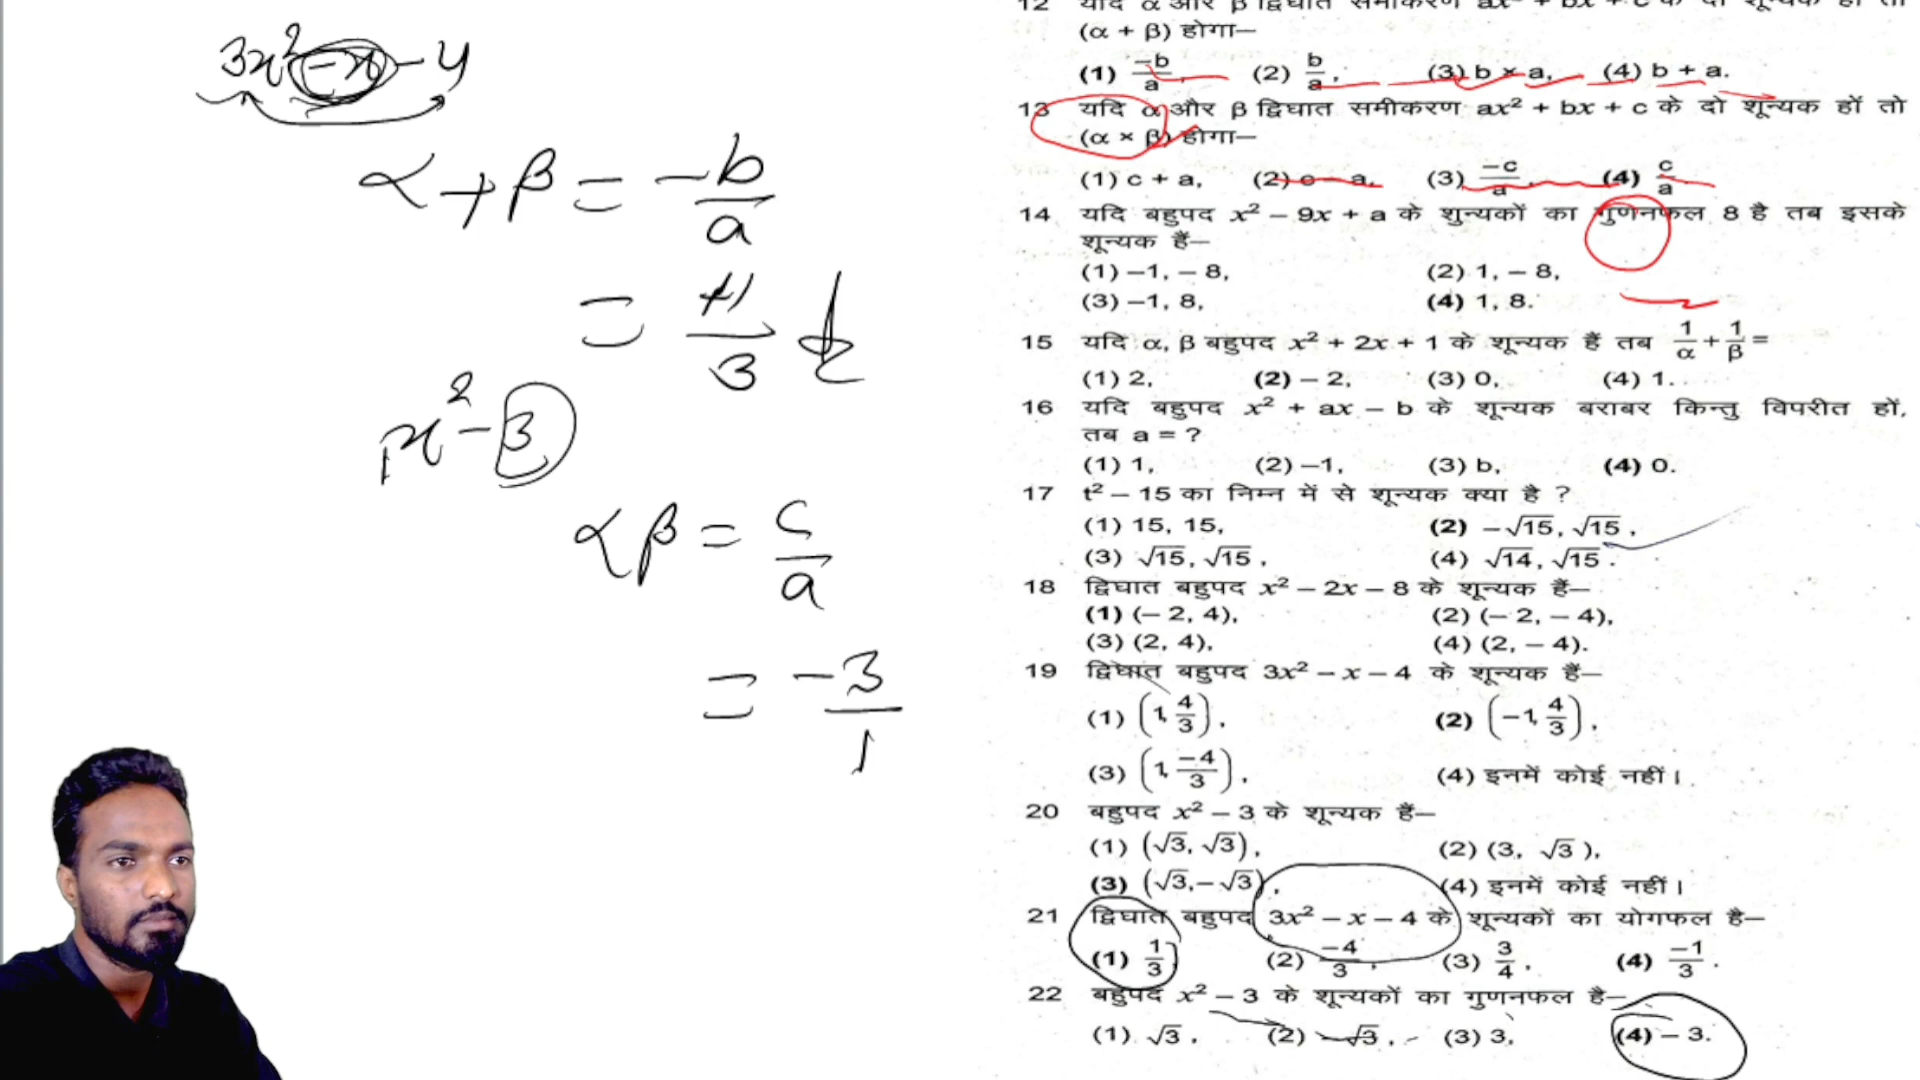 3x² - x - 4
α + β = -b/a
= +1/3
x² - 3
αβ = c/a
= -3/1
12 यदि α और β द्विघात समीकरण ax² + bx + c के दो शून्यक हों तो
(α + β) होगा—
(1) -b/a, (2) b/a, (3) b × a, (4) b + a.
13 यदि α और β द्विघात समीकरण ax² + bx + c के दो शून्यक हों तो
(α × β) होगा—
(1) c + a, (2) c – a, (3) -c/a, (4) c/a.
14 यदि बहुपद x² – 9x + a के शुन्यकों का गुणनफल 8 है तब इसके
शून्यक हैं—
(1) –1, – 8, (2) 1, – 8,
(3) –1, 8, (4) 1, 8.
15 यदि α, β बहुपद x² + 2x + 1 के शून्यक हैं तब 1/α + 1/β =
(1) 2, (2) – 2, (3) 0, (4) 1.
16 यदि बहुपद x² + ax – b के शून्यक बराबर किन्तु विपरीत हों,
तब a = ?
(1) 1, (2) –1, (3) b, (4) 0.
17 t² – 15 का निम्न में से शून्यक क्या है ?
(1) 15, 15, (2) –√15, √15,
(3) √15, √15, (4) √14, √15.
18 द्विघात बहुपद x² – 2x – 8 के शून्यक हैं—
(1) (– 2, 4), (2) (– 2, – 4),
(3) (2, 4), (4) (2, – 4).
19 द्विघात बहुपद 3x² – x – 4 के शून्यक हैं—
(1) (1, 4/3), (2) (–1, 4/3),
(3) (1, -4/3), (4) इनमें कोई नहीं।
20 बहुपद x² – 3 के शून्यक हैं—
(1) (√3, √3), (2) (3, √3),
(3) (√3, –√3), (4) इनमें कोई नहीं।
21 द्विघात बहुपद 3x² – x – 4 के शून्यकों का योगफल है—
(1) 1/3, (2) -4/3, (3) 3/4, (4) -1/3.
22 बहुपद x² – 3 के शून्यकों का गुणनफल है—
(1) √3, (2) –√3, (3) 3, (4) – 3.